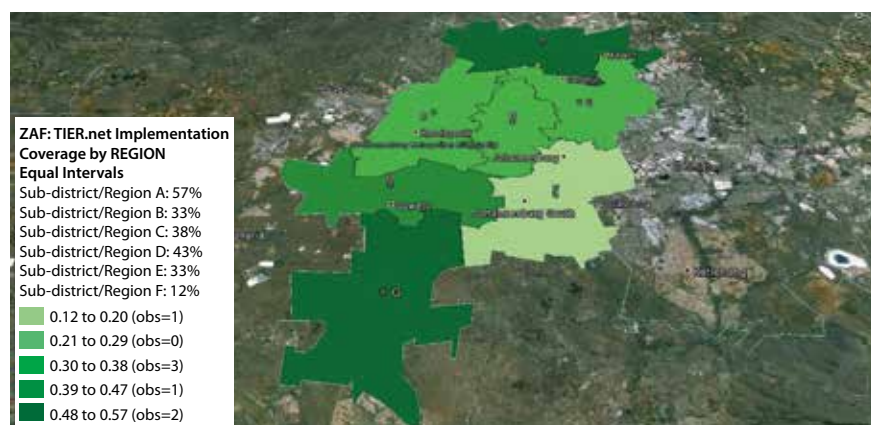 ZAF: TIER.net Implementation
Coverage by REGION
Equal Intervals
Sub-district/Region A: 57%
Sub-district/Region B: 33%
Sub-district/Region C: 38%
Sub-district/Region D: 43%
Sub-district/Region E: 33%
Sub-district/Region F: 12%
0.12 to 0.20 (obs=1)
0.21 to 0.29 (obs=0)
0.30 to 0.38 (obs=3)
0.39 to 0.47 (obs=1)
0.48 to 0.57 (obs=2)
Johannesburg
Johannesburg South